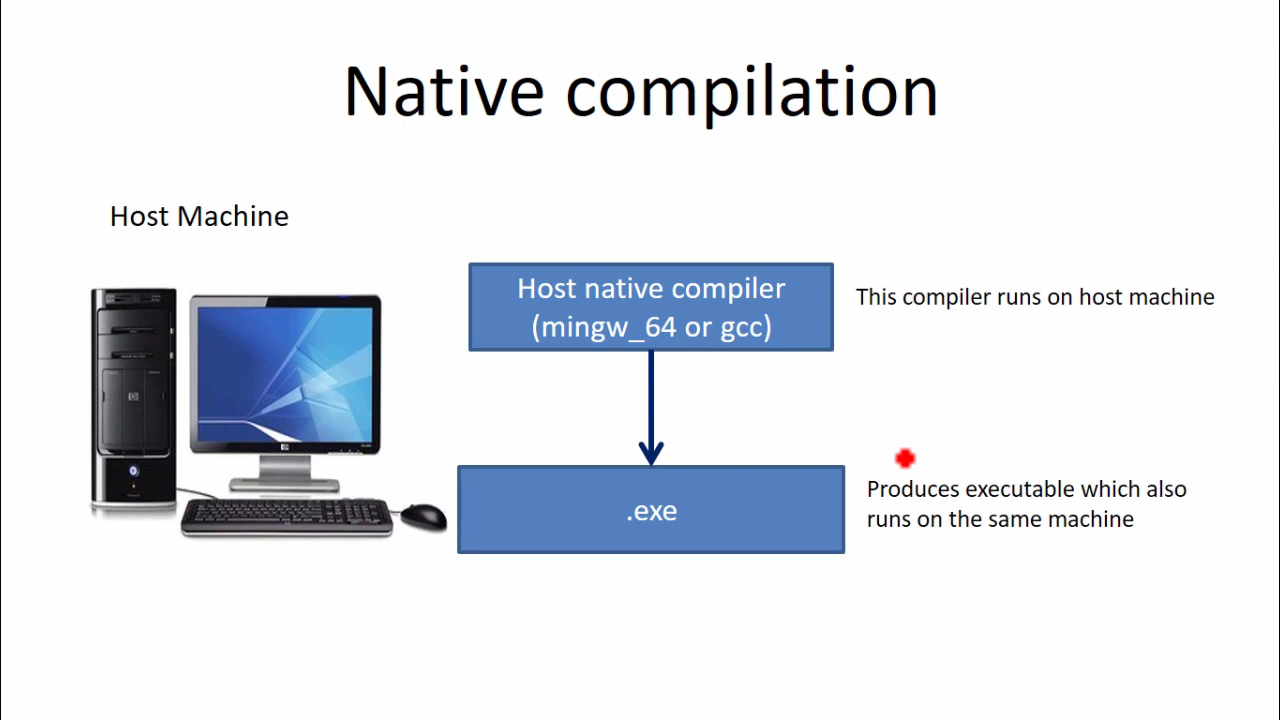 Native compilation
Host Machine
Host native compiler
(mingw_64 or gcc)
This compiler runs on host machine
.exe
Produces executable which also
runs on the same machine